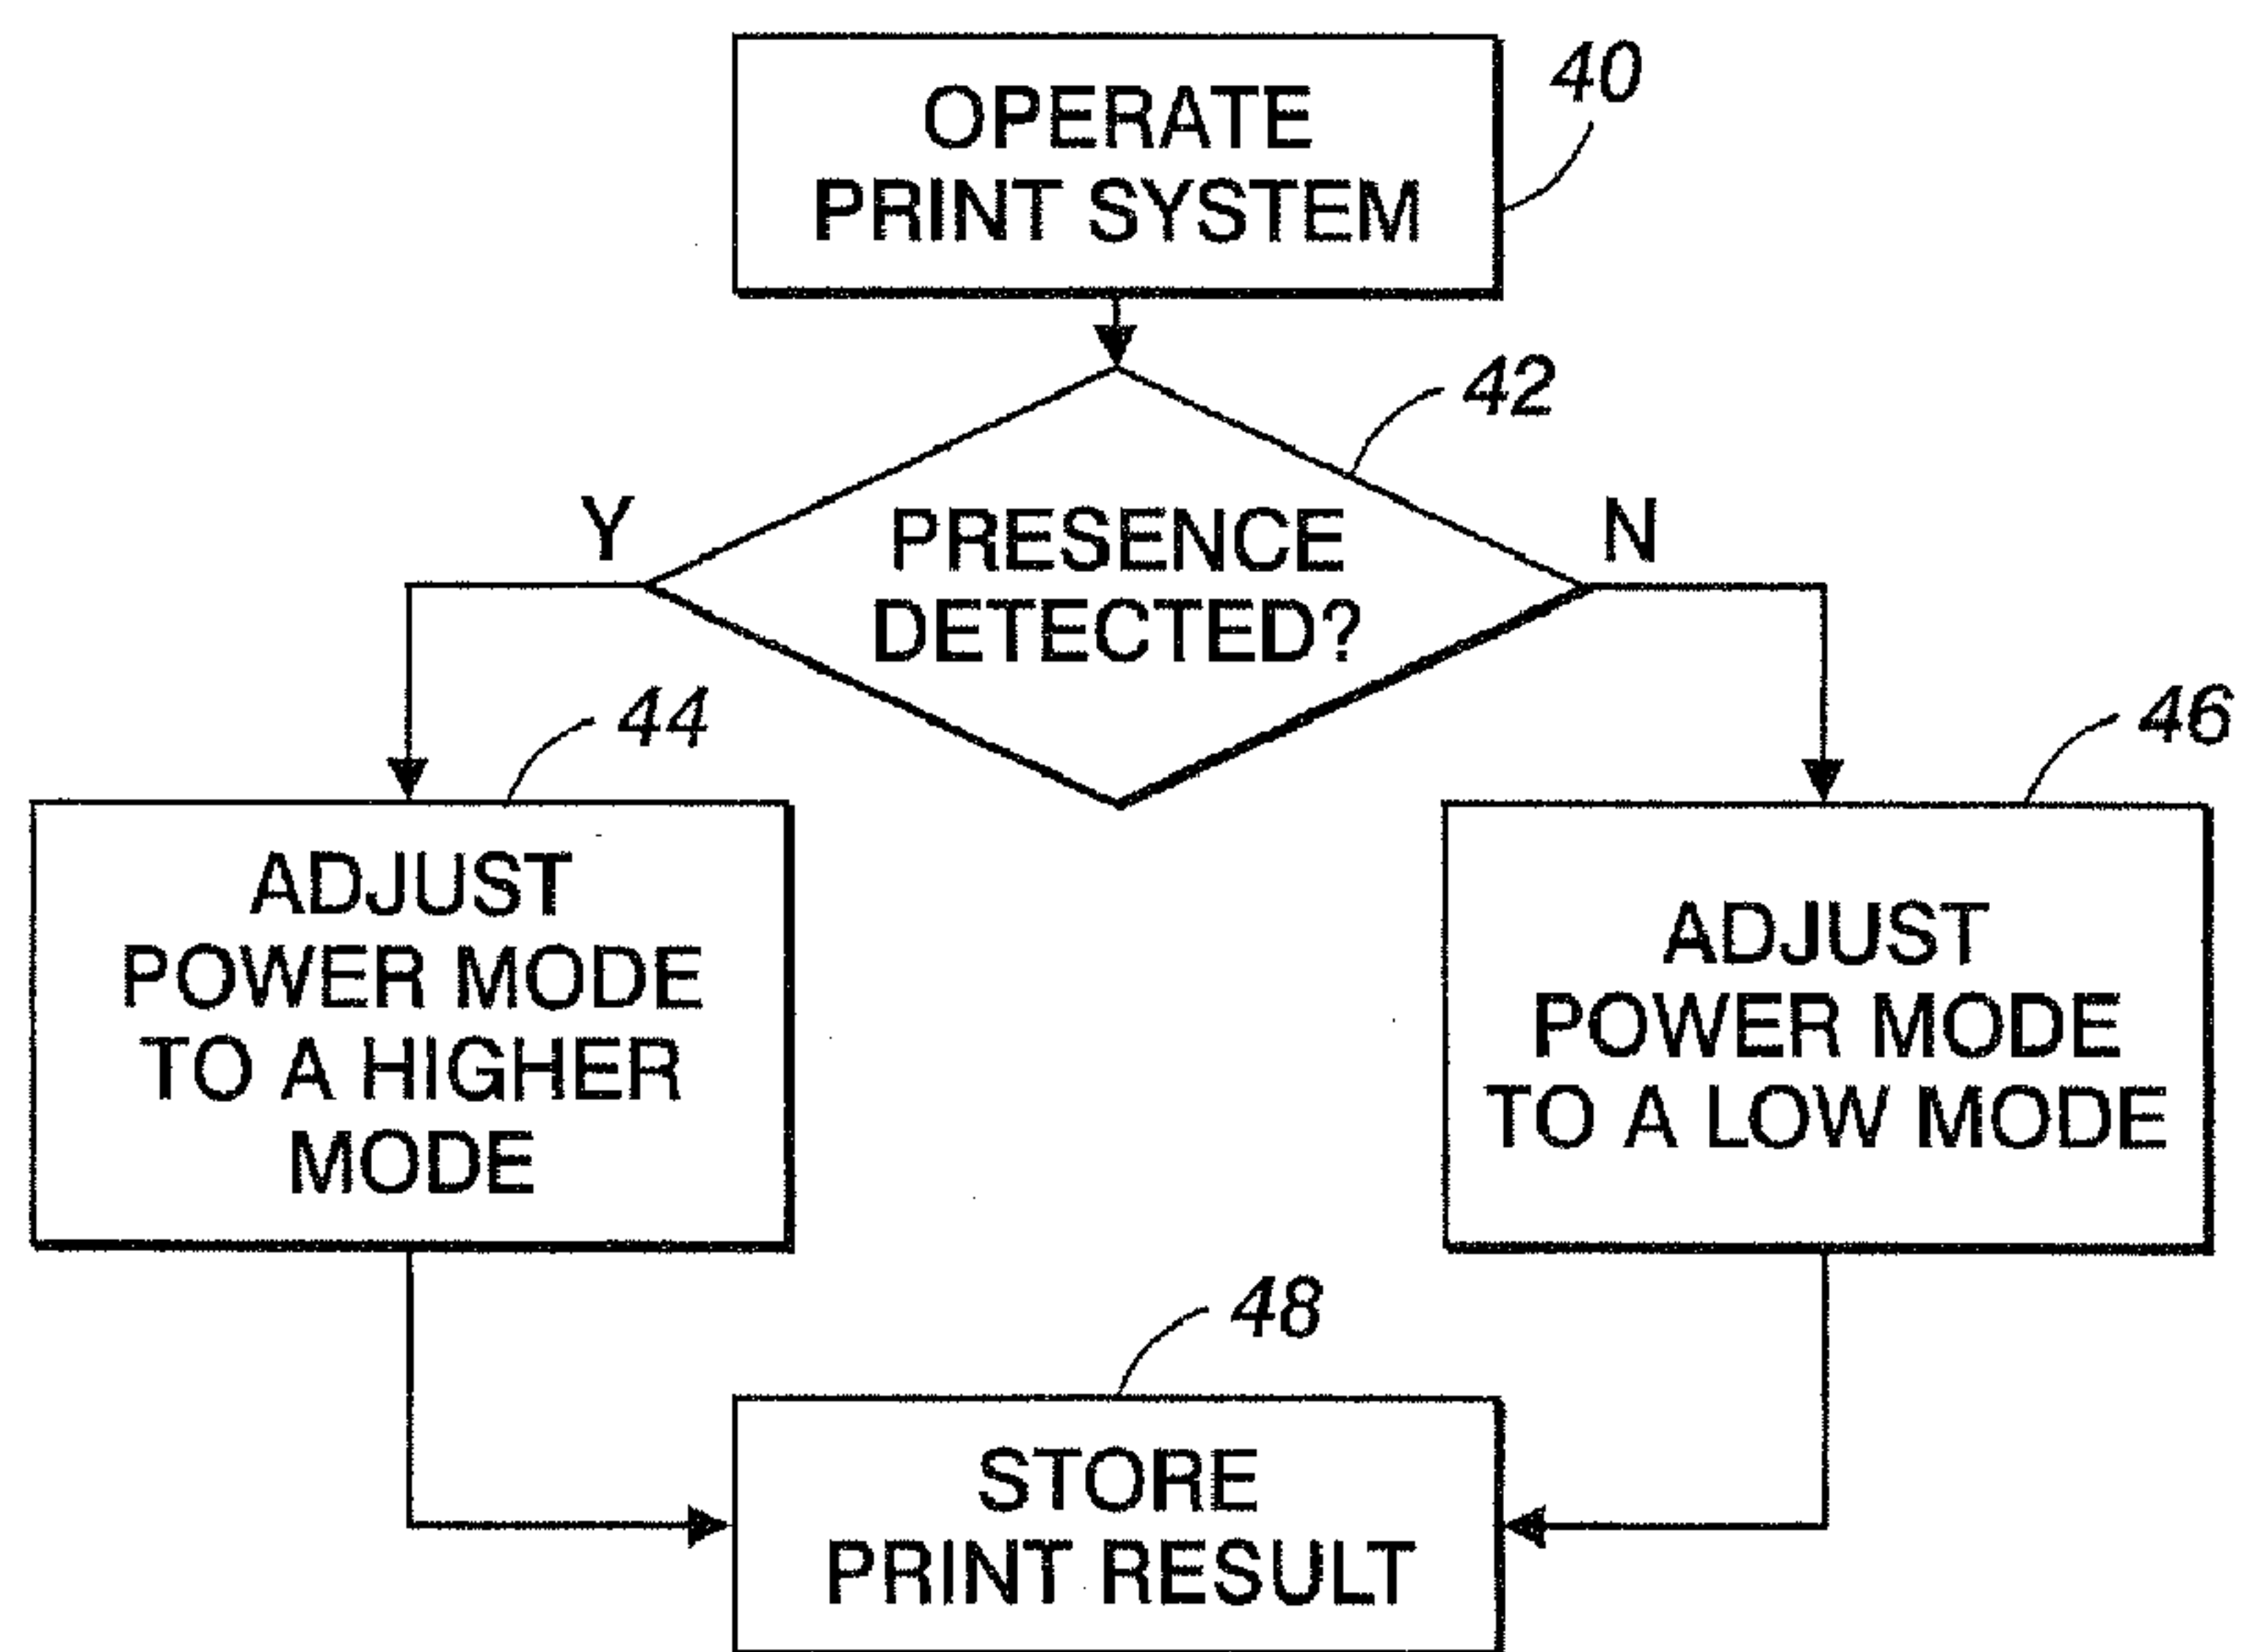 OPERATE
PRINT SYSTEM
40
PRESENCE
DETECTED?
42
Y
N
44
46
ADJUST
POWER MODE
TO A HIGHER
MODE
ADJUST
POWER MODE
TO A LOW MODE
48
STORE
PRINT RESULT